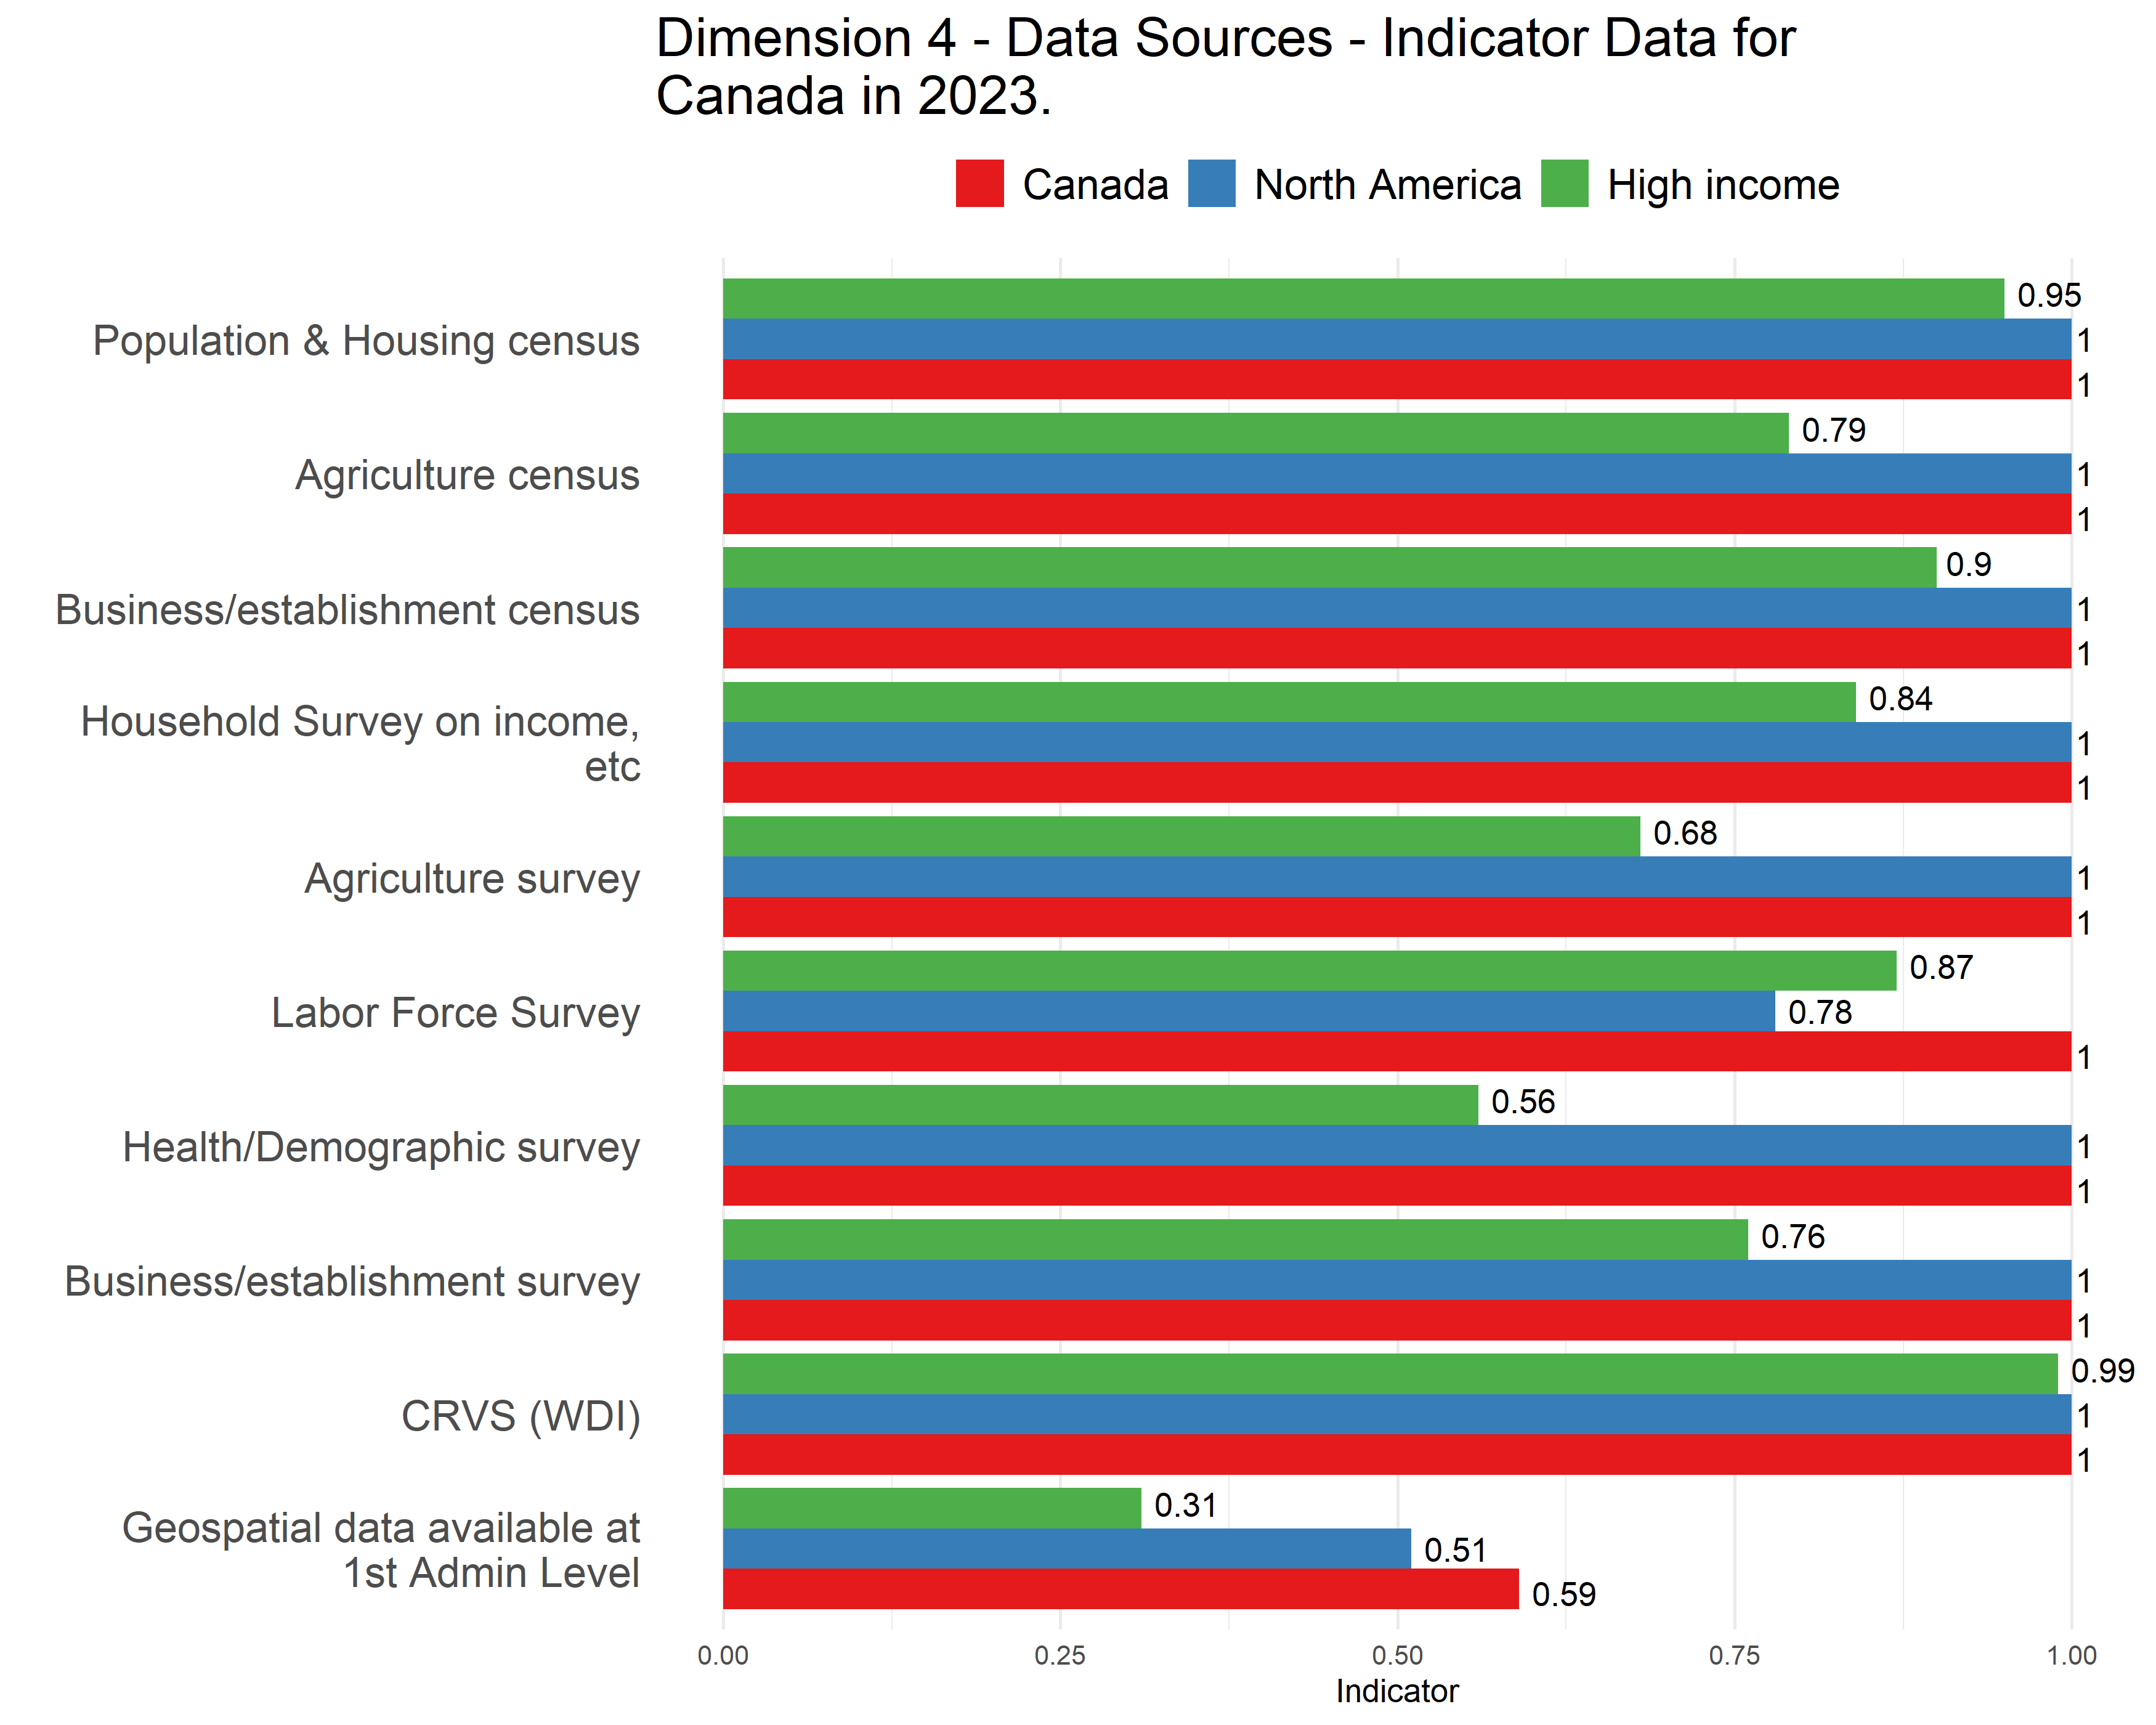 Dimension 4 - Data Sources - Indicator Data for
Canada in 2023.
Canada North America High income
Population & Housing census
0.95
1
1
Agriculture census
0.79
1
1
Business/establishment census
0.9
1
1
Household Survey on income,
etc
0.84
1
1
Agriculture survey
0.68
1
1
Labor Force Survey
0.87
0.78
1
Health/Demographic survey
0.56
1
1
Business/establishment survey
0.76
1
1
CRVS (WDI)
0.99
1
1
Geospatial data available at
1st Admin Level
0.31
0.51
0.59
0.00 0.25 0.50 0.75 1.00
Indicator